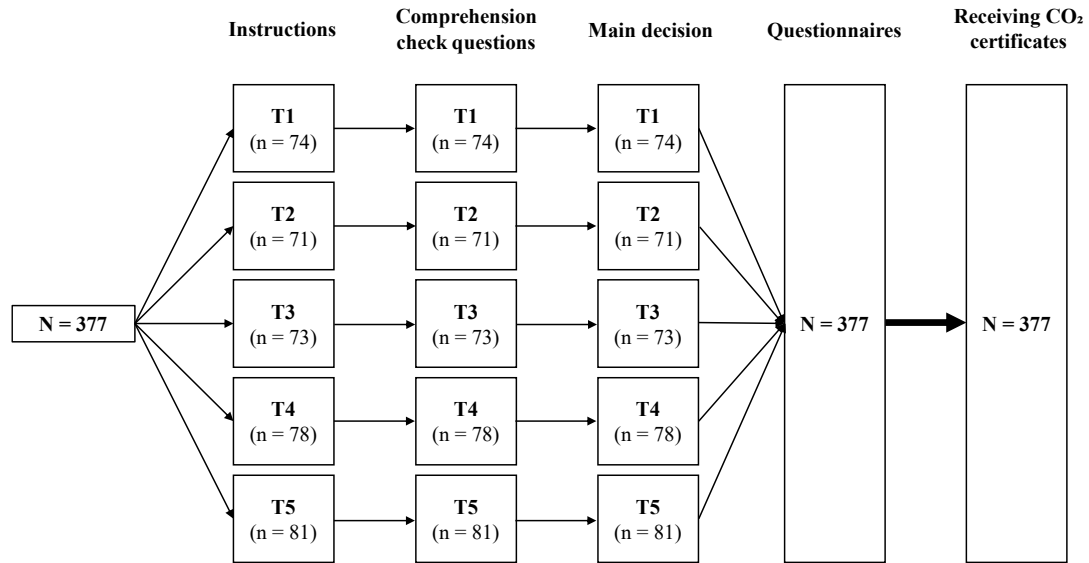 Instructions
Comprehension
check questions
Main decision
Questionnaires
Receiving CO₂
certificates
T1
(n = 74)
T1
(n = 74)
T1
(n = 74)
T2
(n = 71)
T2
(n = 71)
T2
(n = 71)
N = 377
T3
(n = 73)
T3
(n = 73)
T3
(n = 73)
N = 377
N = 377
T4
(n = 78)
T4
(n = 78)
T4
(n = 78)
T5
(n = 81)
T5
(n = 81)
T5
(n = 81)